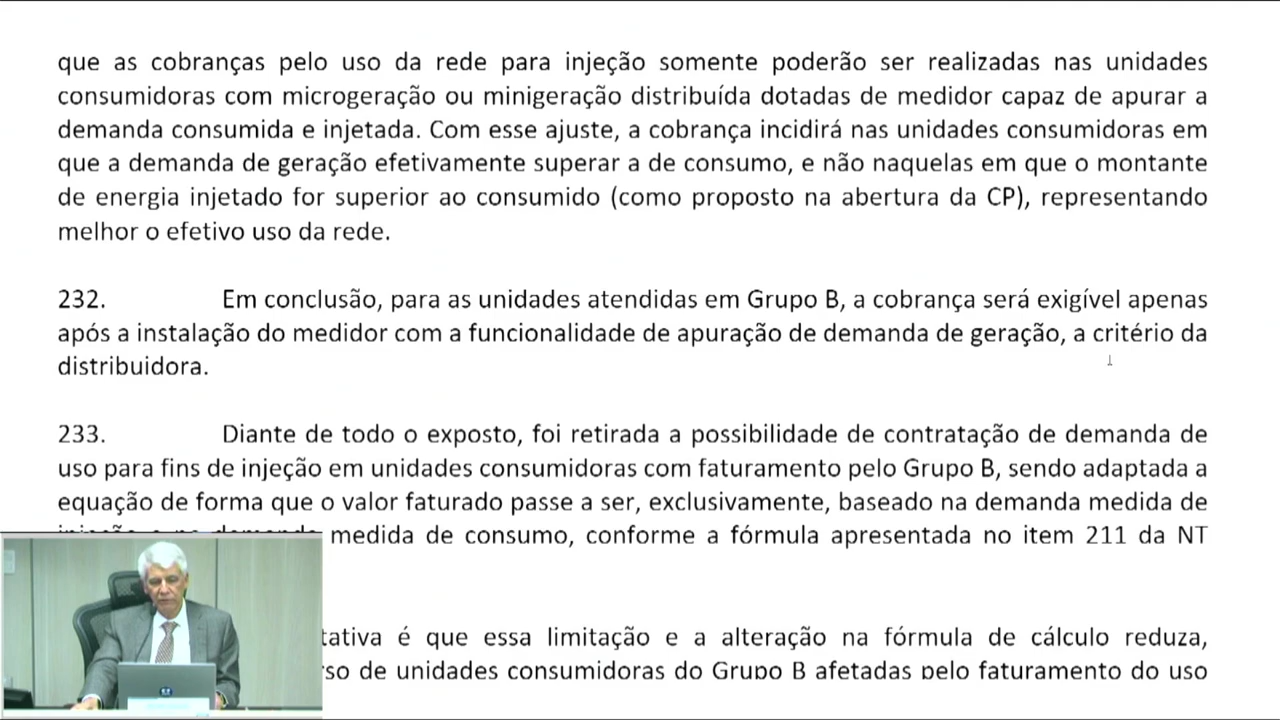 que as cobranças pelo uso da rede para injeção somente poderão ser realizadas nas unidades
consumidoras com microgeração ou minigeração distribuída dotadas de medidor capaz de apurar a
demanda consumida e injetada. Com esse ajuste, a cobrança incidirá nas unidades consumidoras em
que a demanda de geração efetivamente superar a de consumo, e não naquelas em que o montante
de energia injetado for superior ao consumido (como proposto na abertura da CP), representando
melhor o efetivo uso da rede.
232. Em conclusão, para as unidades atendidas em Grupo B, a cobrança será exigível apenas
após a instalação do medidor com a funcionalidade de apuração de demanda de geração, a critério da
distribuidora.
233. Diante de todo o exposto, foi retirada a possibilidade de contratação de demanda de
uso para fins de injeção em unidades consumidoras com faturamento pelo Grupo B, sendo adaptada a
equação de forma que o valor faturado passe a ser, exclusivamente, baseado na demanda medida de
medida de consumo, conforme a fórmula apresentada no item 211 da NT
tativa é que essa limitação e a alteração na fórmula de cálculo reduza,
rso de unidades consumidoras do Grupo B afetadas pelo faturamento do uso